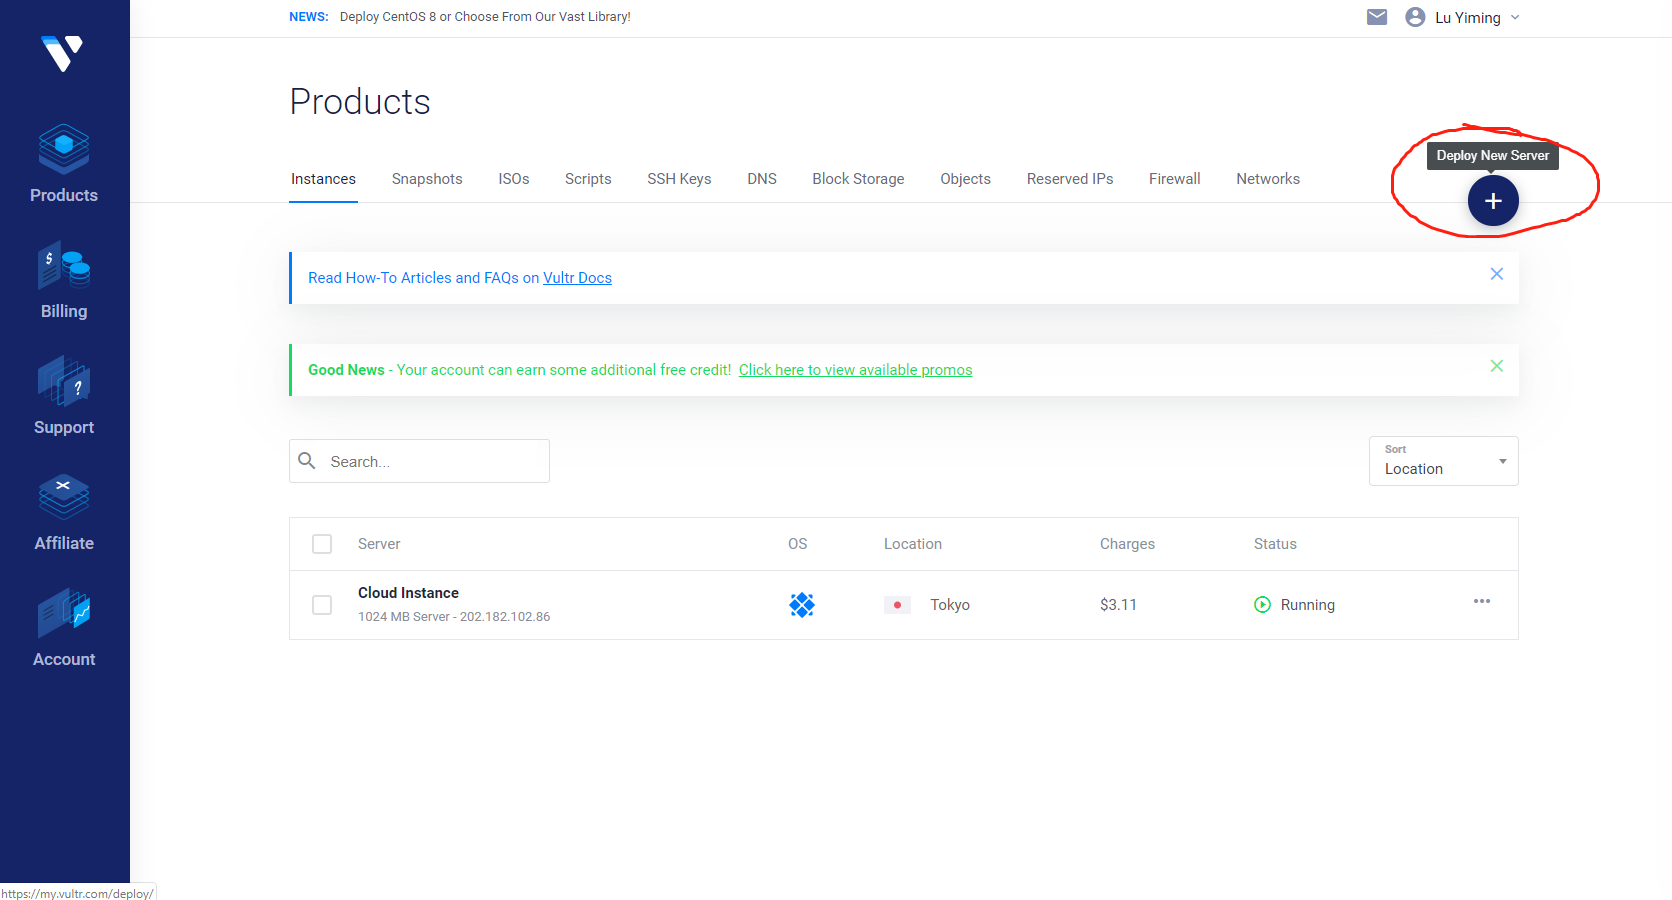 NEWS: Deploy CentOS 8 or Choose From Our Vast Library!
Lu Yiming
Products
Billing
Support
Affiliate
Account
Products
Deploy New Server
Instances Snapshots ISOs Scripts SSH Keys DNS Block Storage Objects Reserved IPs Firewall Networks
Read How-To Articles and FAQs on Vultr Docs
Good News - Your account can earn some additional free credit! Click here to view available promos
Search...
Sort
Location
Server OS Location Charges Status
Cloud Instance
1024 MB Server - 202.182.102.86
Tokyo $3.11 Running
https://my.vultr.com/deploy/